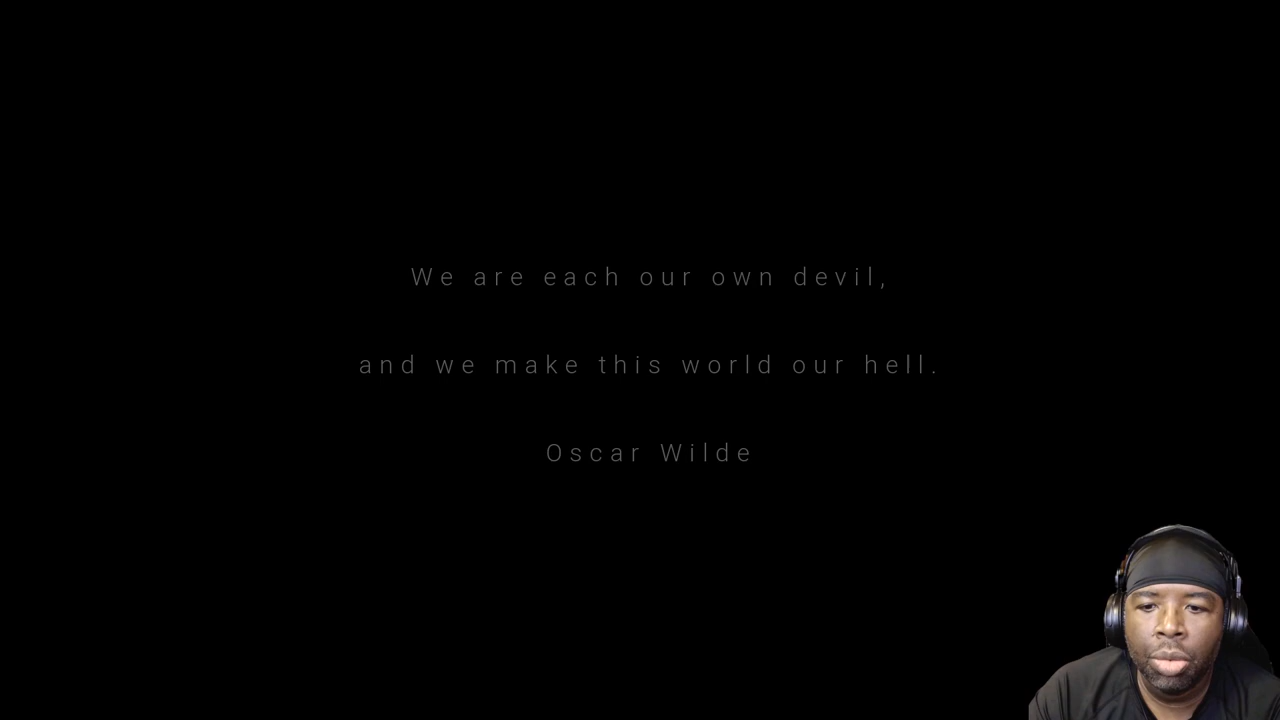 We are each our own devil,
and we make this world our hell.
Oscar Wilde